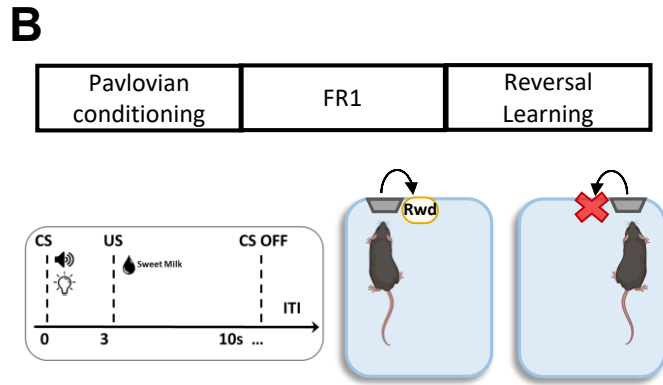 B
Pavlovian
conditioning
FR1
Reversal
Learning
Rwd
CS
US
CS OFF
Sweet Milk
ITI
0
3
10s ...